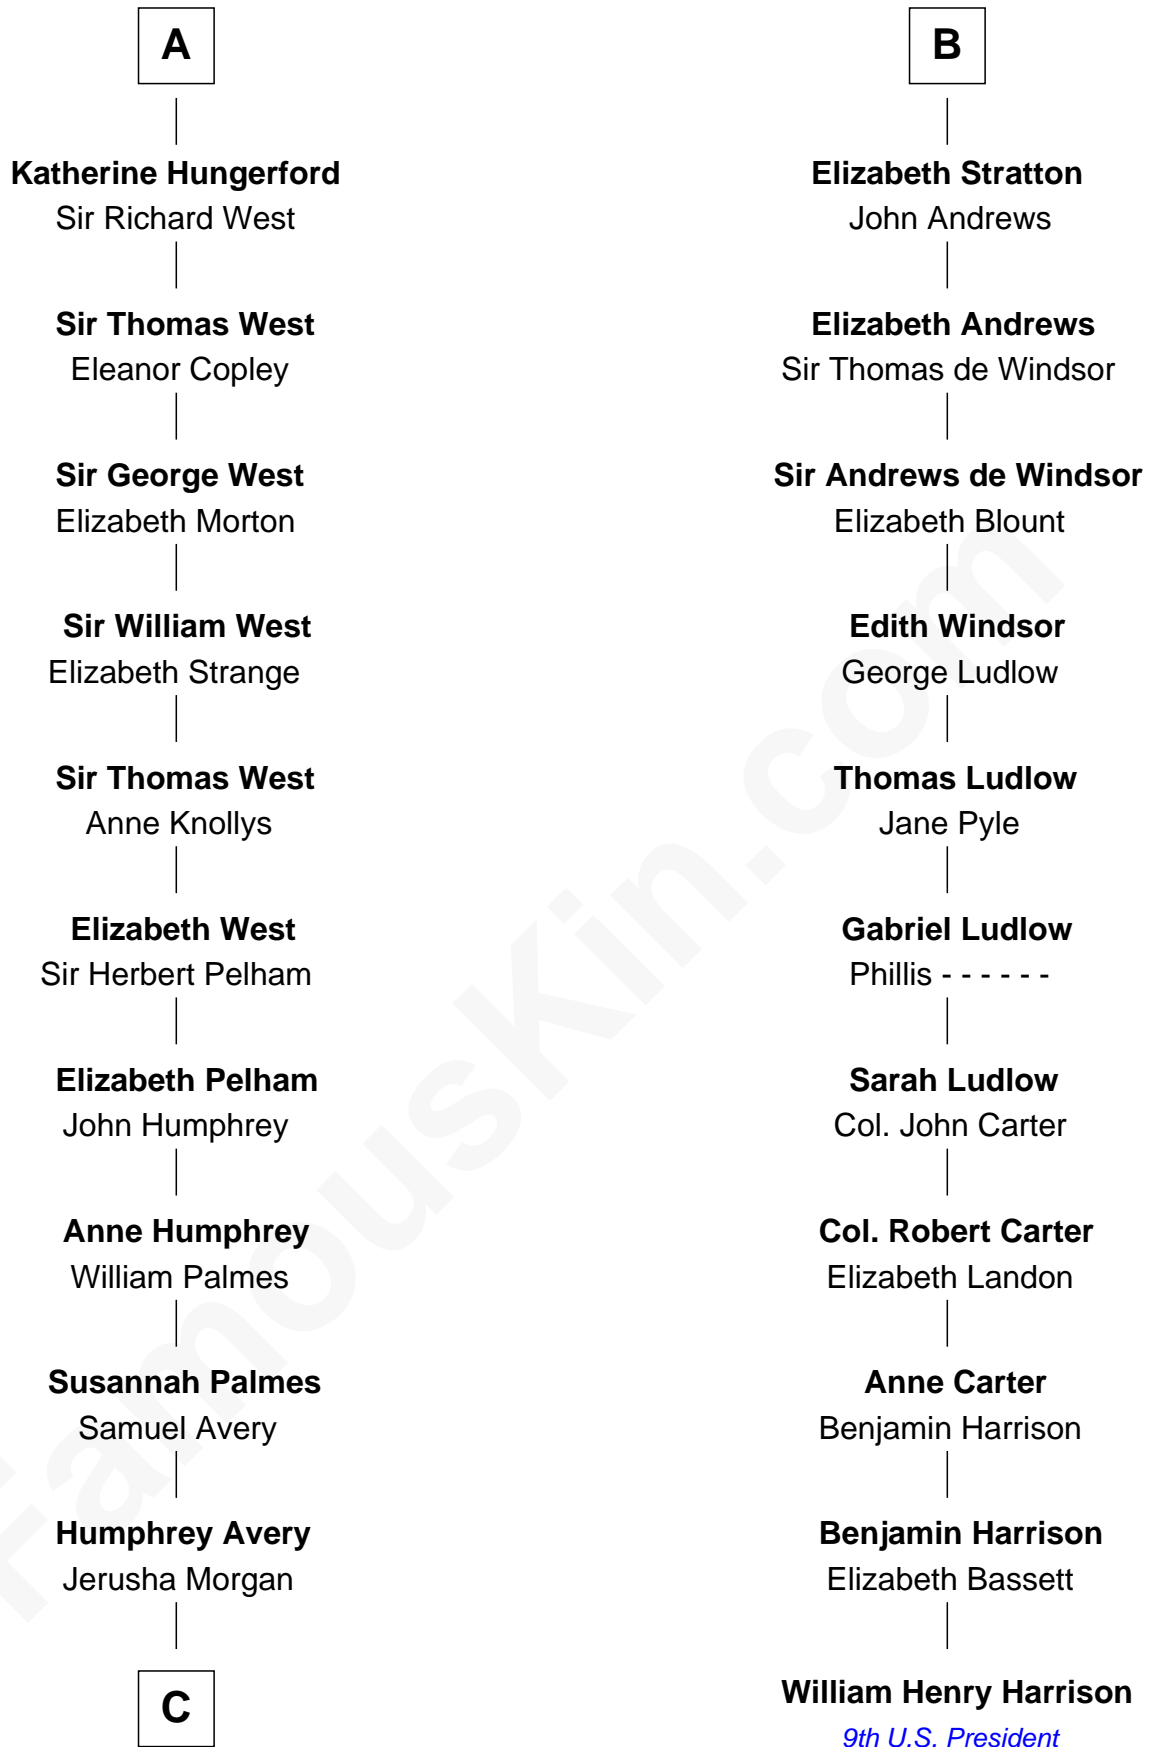 A
Katherine Hungerford
Sir Richard West
Sir Thomas West
Eleanor Copley
Sir George West
Elizabeth Morton
Sir William West
Elizabeth Strange
Sir Thomas West
Anne Knollys
Elizabeth West
Sir Herbert Pelham
Elizabeth Pelham
John Humphrey
Anne Humphrey
William Palmes
Susannah Palmes
Samuel Avery
Humphrey Avery
Jerusha Morgan
C
B
Elizabeth Stratton
John Andrews
Elizabeth Andrews
Sir Thomas de Windsor
Sir Andrews de Windsor
Elizabeth Blount
Edith Windsor
George Ludlow
Thomas Ludlow
Jane Pyle
Gabriel Ludlow
Phillis - - - - - -
Sarah Ludlow
Col. John Carter
Col. Robert Carter
Elizabeth Landon
Anne Carter
Benjamin Harrison
Benjamin Harrison
Elizabeth Bassett
William Henry Harrison
9th U.S. President
FamousKin.com